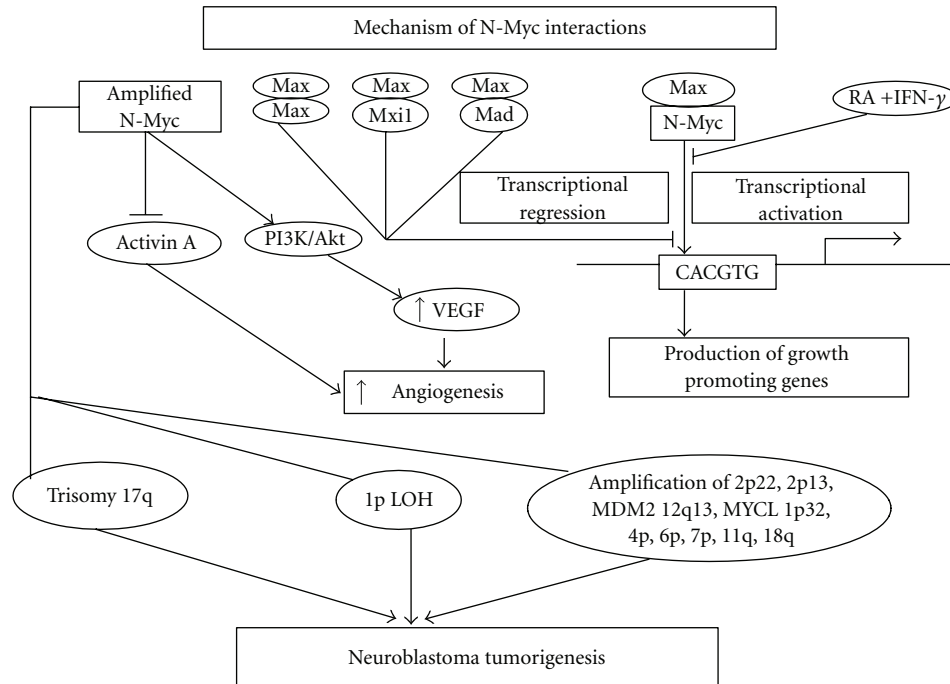 Mechanism of N-Myc interactions
Amplified
N-Myc
Max
Max
Max
Mxi1
Max
Mad
Max
N-Myc
RA +IFN-γ
Transcriptional
regression
Transcriptional
activation
Activin A
PI3K/Akt
CACGTG
↑ VEGF
Production of growth
promoting genes
↑ Angiogenesis
Trisomy 17q
1p LOH
Amplification of 2p22, 2p13,
MDM2 12q13, MYCL 1p32,
4p, 6p, 7p, 11q, 18q
Neuroblastoma tumorigenesis